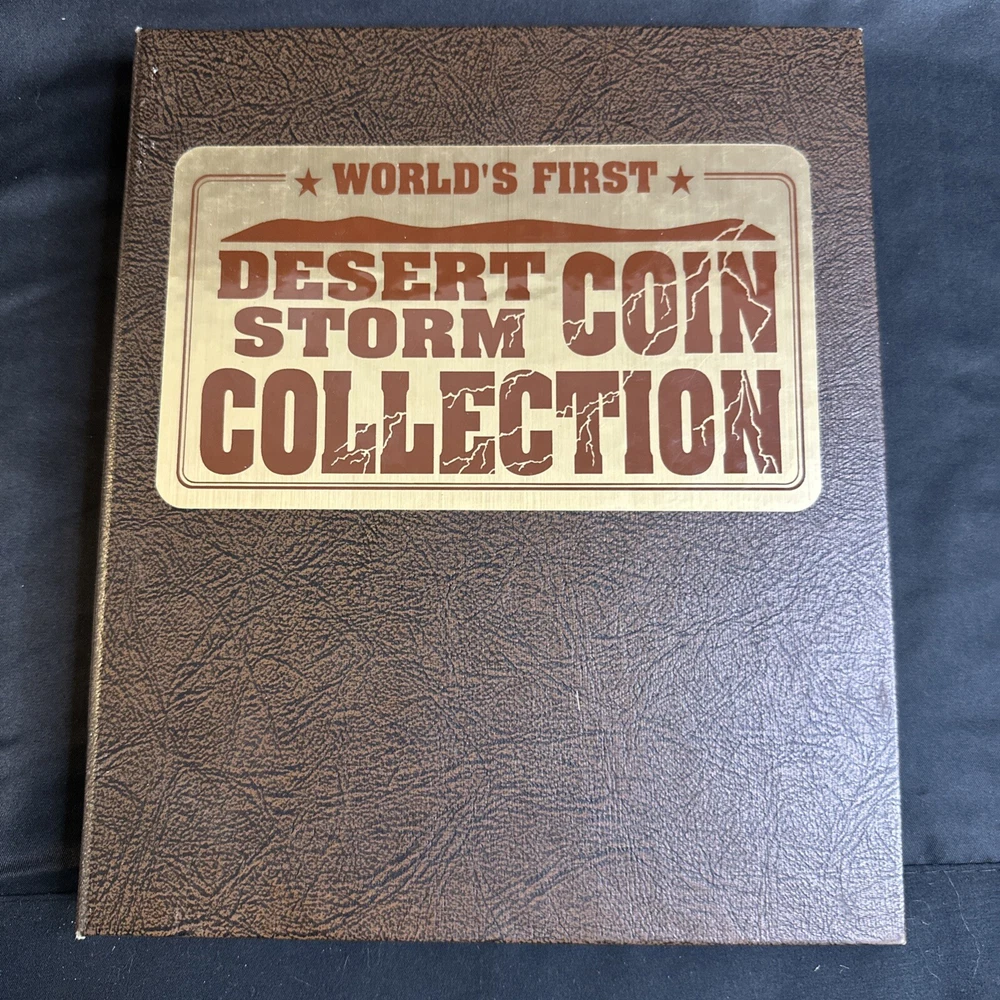 ★ WORLD'S FIRST ★
DESERT STORM COIN
COLLECTION